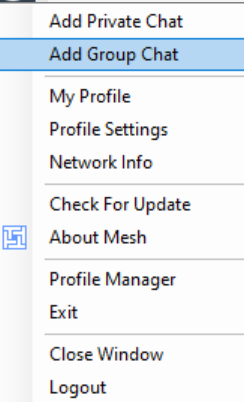 Add Private Chat
Add Group Chat
My Profile
Profile Settings
Network Info
Check For Update
About Mesh
Profile Manager
Exit
Close Window
Logout